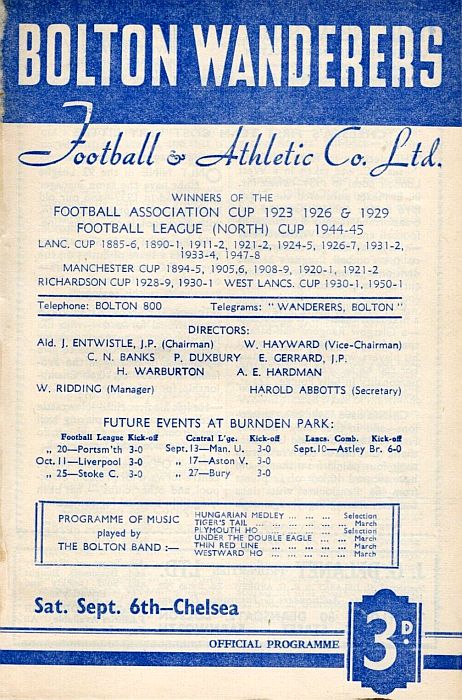 BOLTON WANDERERS
Football & Athletic Co. Ltd.
WINNERS OF THE
FOOTBALL ASSOCIATION CUP 1923 1926 & 1929
FOOTBALL LEAGUE (NORTH) CUP 1944-45
LANC. CUP 1885-6, 1890-1, 1911-2, 1921-2, 1924-5, 1926-7, 1931-2,
1933-4, 1947-8
MANCHESTER CUP 1894-5, 1905,6, 1908-9, 1920-1, 1921-2
RICHARDSON CUP 1928-9, 1930-1 WEST LANCS. CUP 1930-1, 1950-1
Telephone: BOLTON 800 Telegrams: "WANDERERS, BOLTON"
DIRECTORS:
Ald. J. ENTWISTLE, J.P. (Chairman) W. HAYWARD (Vice-Chairman)
C. N. BANKS P. DUXBURY E. GERRARD, J.P.
H. WARBURTON A. E. HARDMAN
W. RIDDING (Manager) HAROLD ABBOTTS (Secretary)
FUTURE EVENTS AT BURNDEN PARK:
Football League Kick-off Central L'ge. Kick-off Lancs. Comb. Kick-off
„ 20—Portsm'th 3-0 Sept.13—Man. U. 3-0 Sept.10—Astley Br. 6-0
Oct.11—Liverpool 3-0 „ 17—Aston V. 3-0
„ 25—Stoke C. 3-0 „ 27—Bury 3-0
PROGRAMME OF MUSIC
played by
THE BOLTON BAND :—
HUNGARIAN MEDLEY ... ... ... Selection
TIGER'S TAIL ... ... ... ... ... March
PLYMOUTH HO ... ... ... ... Selection
UNDER THE DOUBLE EAGLE ... ... March
THIN RED LINE ... ... ... ... ... March
WESTWARD HO ... ... ... ... ... March
Sat. Sept. 6th—Chelsea
OFFICIAL PROGRAMME
3D.